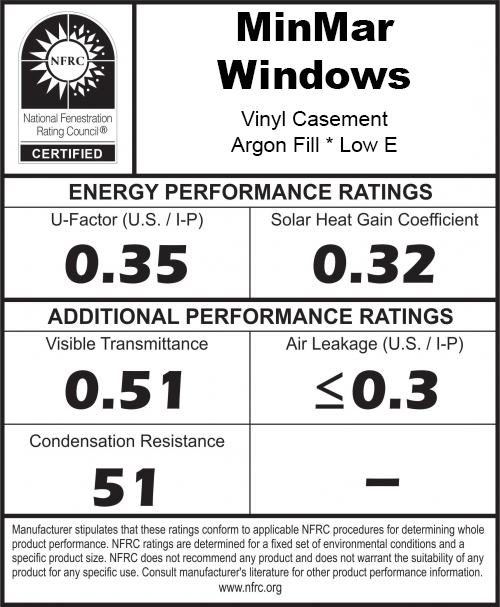 NFRC
National Fenestration
Rating Council®
CERTIFIED
MinMar
Windows
Vinyl Casement
Argon Fill * Low E
ENERGY PERFORMANCE RATINGS
U-Factor (U.S. / I-P)
0.35
Solar Heat Gain Coefficient
0.32
ADDITIONAL PERFORMANCE RATINGS
Visible Transmittance
0.51
Air Leakage (U.S. / I-P)
≤0.3
Condensation Resistance
51
–
Manufacturer stipulates that these ratings conform to applicable NFRC procedures for determining whole
product performance. NFRC ratings are determined for a fixed set of environmental conditions and a
specific product size. NFRC does not recommend any product and does not warrant the suitability of any
product for any specific use. Consult manufacturer's literature for other product performance information.
www.nfrc.org